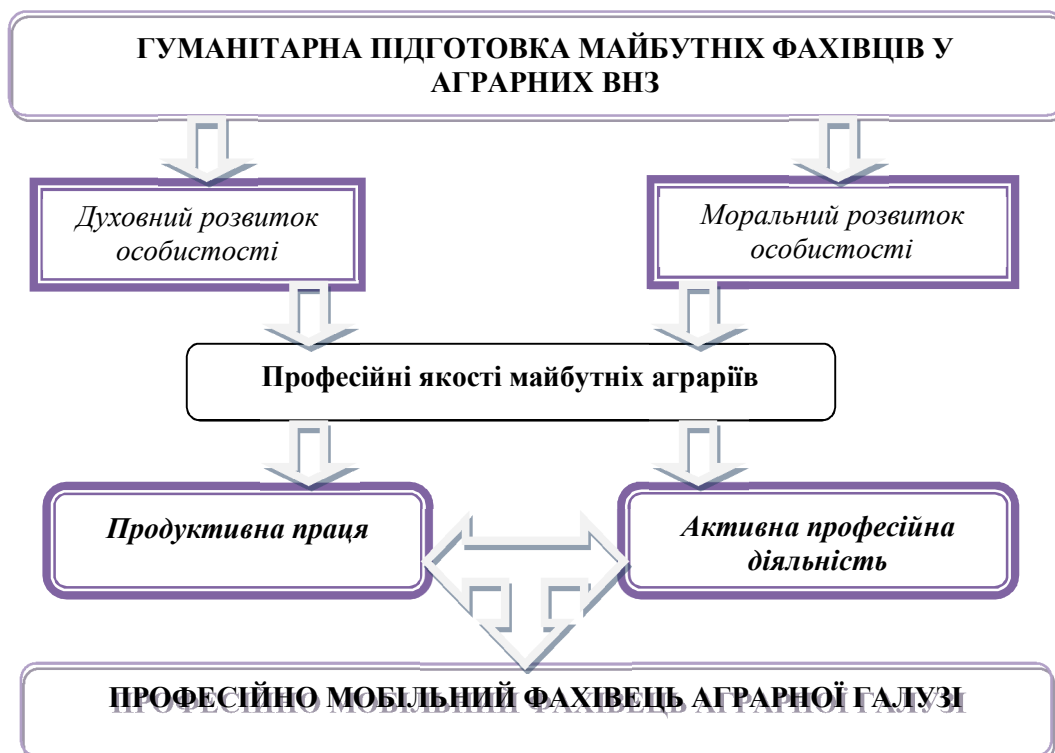 ГУМАНІТАРНА ПІДГОТОВКА МАЙБУТНІХ ФАХІВЦІВ У
АГРАРНИХ ВНЗ
Духовний розвиток
особистості
Моральний розвиток
особистості
Професійні якості майбутніх аграріїв
Продуктивна праця
Активна професійна
діяльність
ПРОФЕСІЙНО МОБІЛЬНИЙ ФАХІВЕЦЬ АГРАРНОЇ ГАЛУЗІ